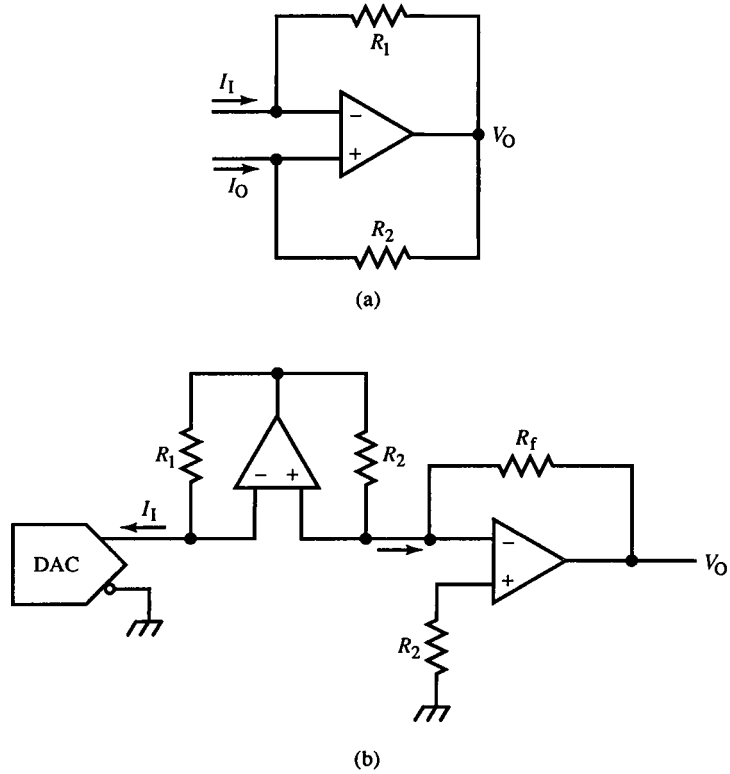 R1
II
−
+
VO
IO
R2
(a)
R1
−
+
R2
Rf
II
DAC
−
+
VO
R2
(b)